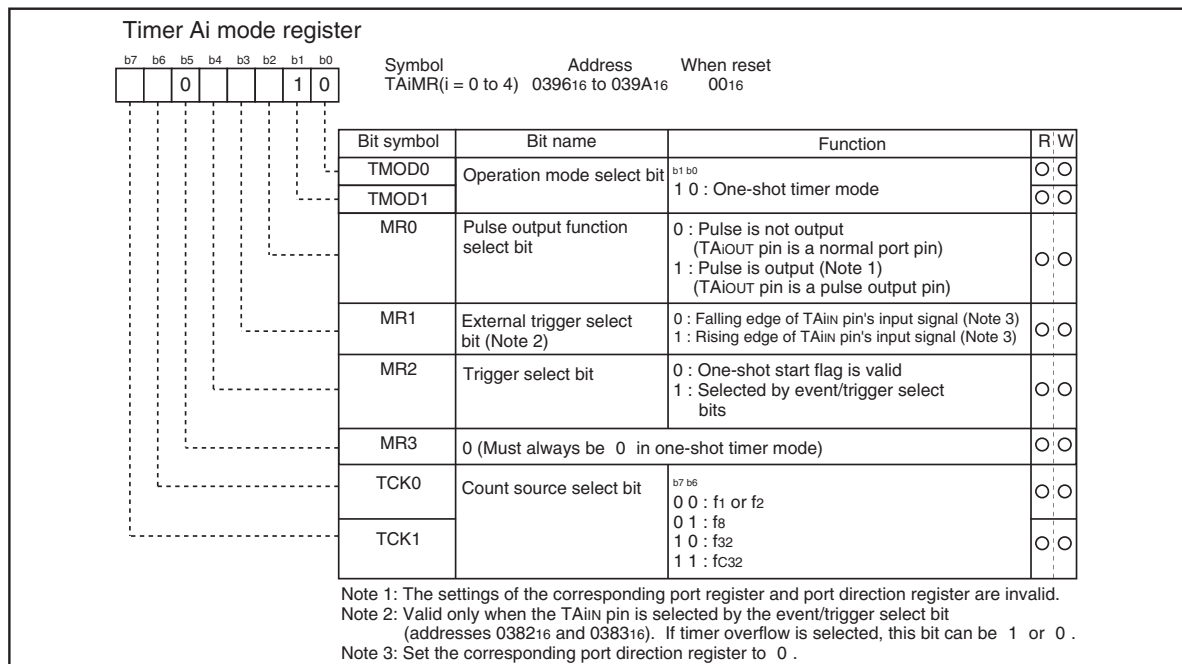 Timer Ai mode register
b7 b6 b5 b4 b3 b2 b1 b0
0 1 0
Symbol Address When reset
TAiMR(i = 0 to 4) 039616 to 039A16 0016
Bit symbol Bit name Function R W
TMOD0 Operation mode select bit b1 b0
1 0 : One-shot timer mode
TMOD1
MR0 Pulse output function select bit
0 : Pulse is not output
(TAiOUT pin is a normal port pin)
1 : Pulse is output (Note 1)
(TAiOUT pin is a pulse output pin)
MR1 External trigger select bit (Note 2)
0 : Falling edge of TAiIN pin's input signal (Note 3)
1 : Rising edge of TAiIN pin's input signal (Note 3)
MR2 Trigger select bit
0 : One-shot start flag is valid
1 : Selected by event/trigger select
bits
MR3 0 (Must always be 0 in one-shot timer mode)
TCK0 Count source select bit b7 b6
0 0 : f1 or f2
0 1 : f8
TCK1
1 0 : f32
1 1 : fC32
Note 1: The settings of the corresponding port register and port direction register are invalid.
Note 2: Valid only when the TAiIN pin is selected by the event/trigger select bit
(addresses 038216 and 038316). If timer overflow is selected, this bit can be 1 or 0 .
Note 3: Set the corresponding port direction register to 0 .